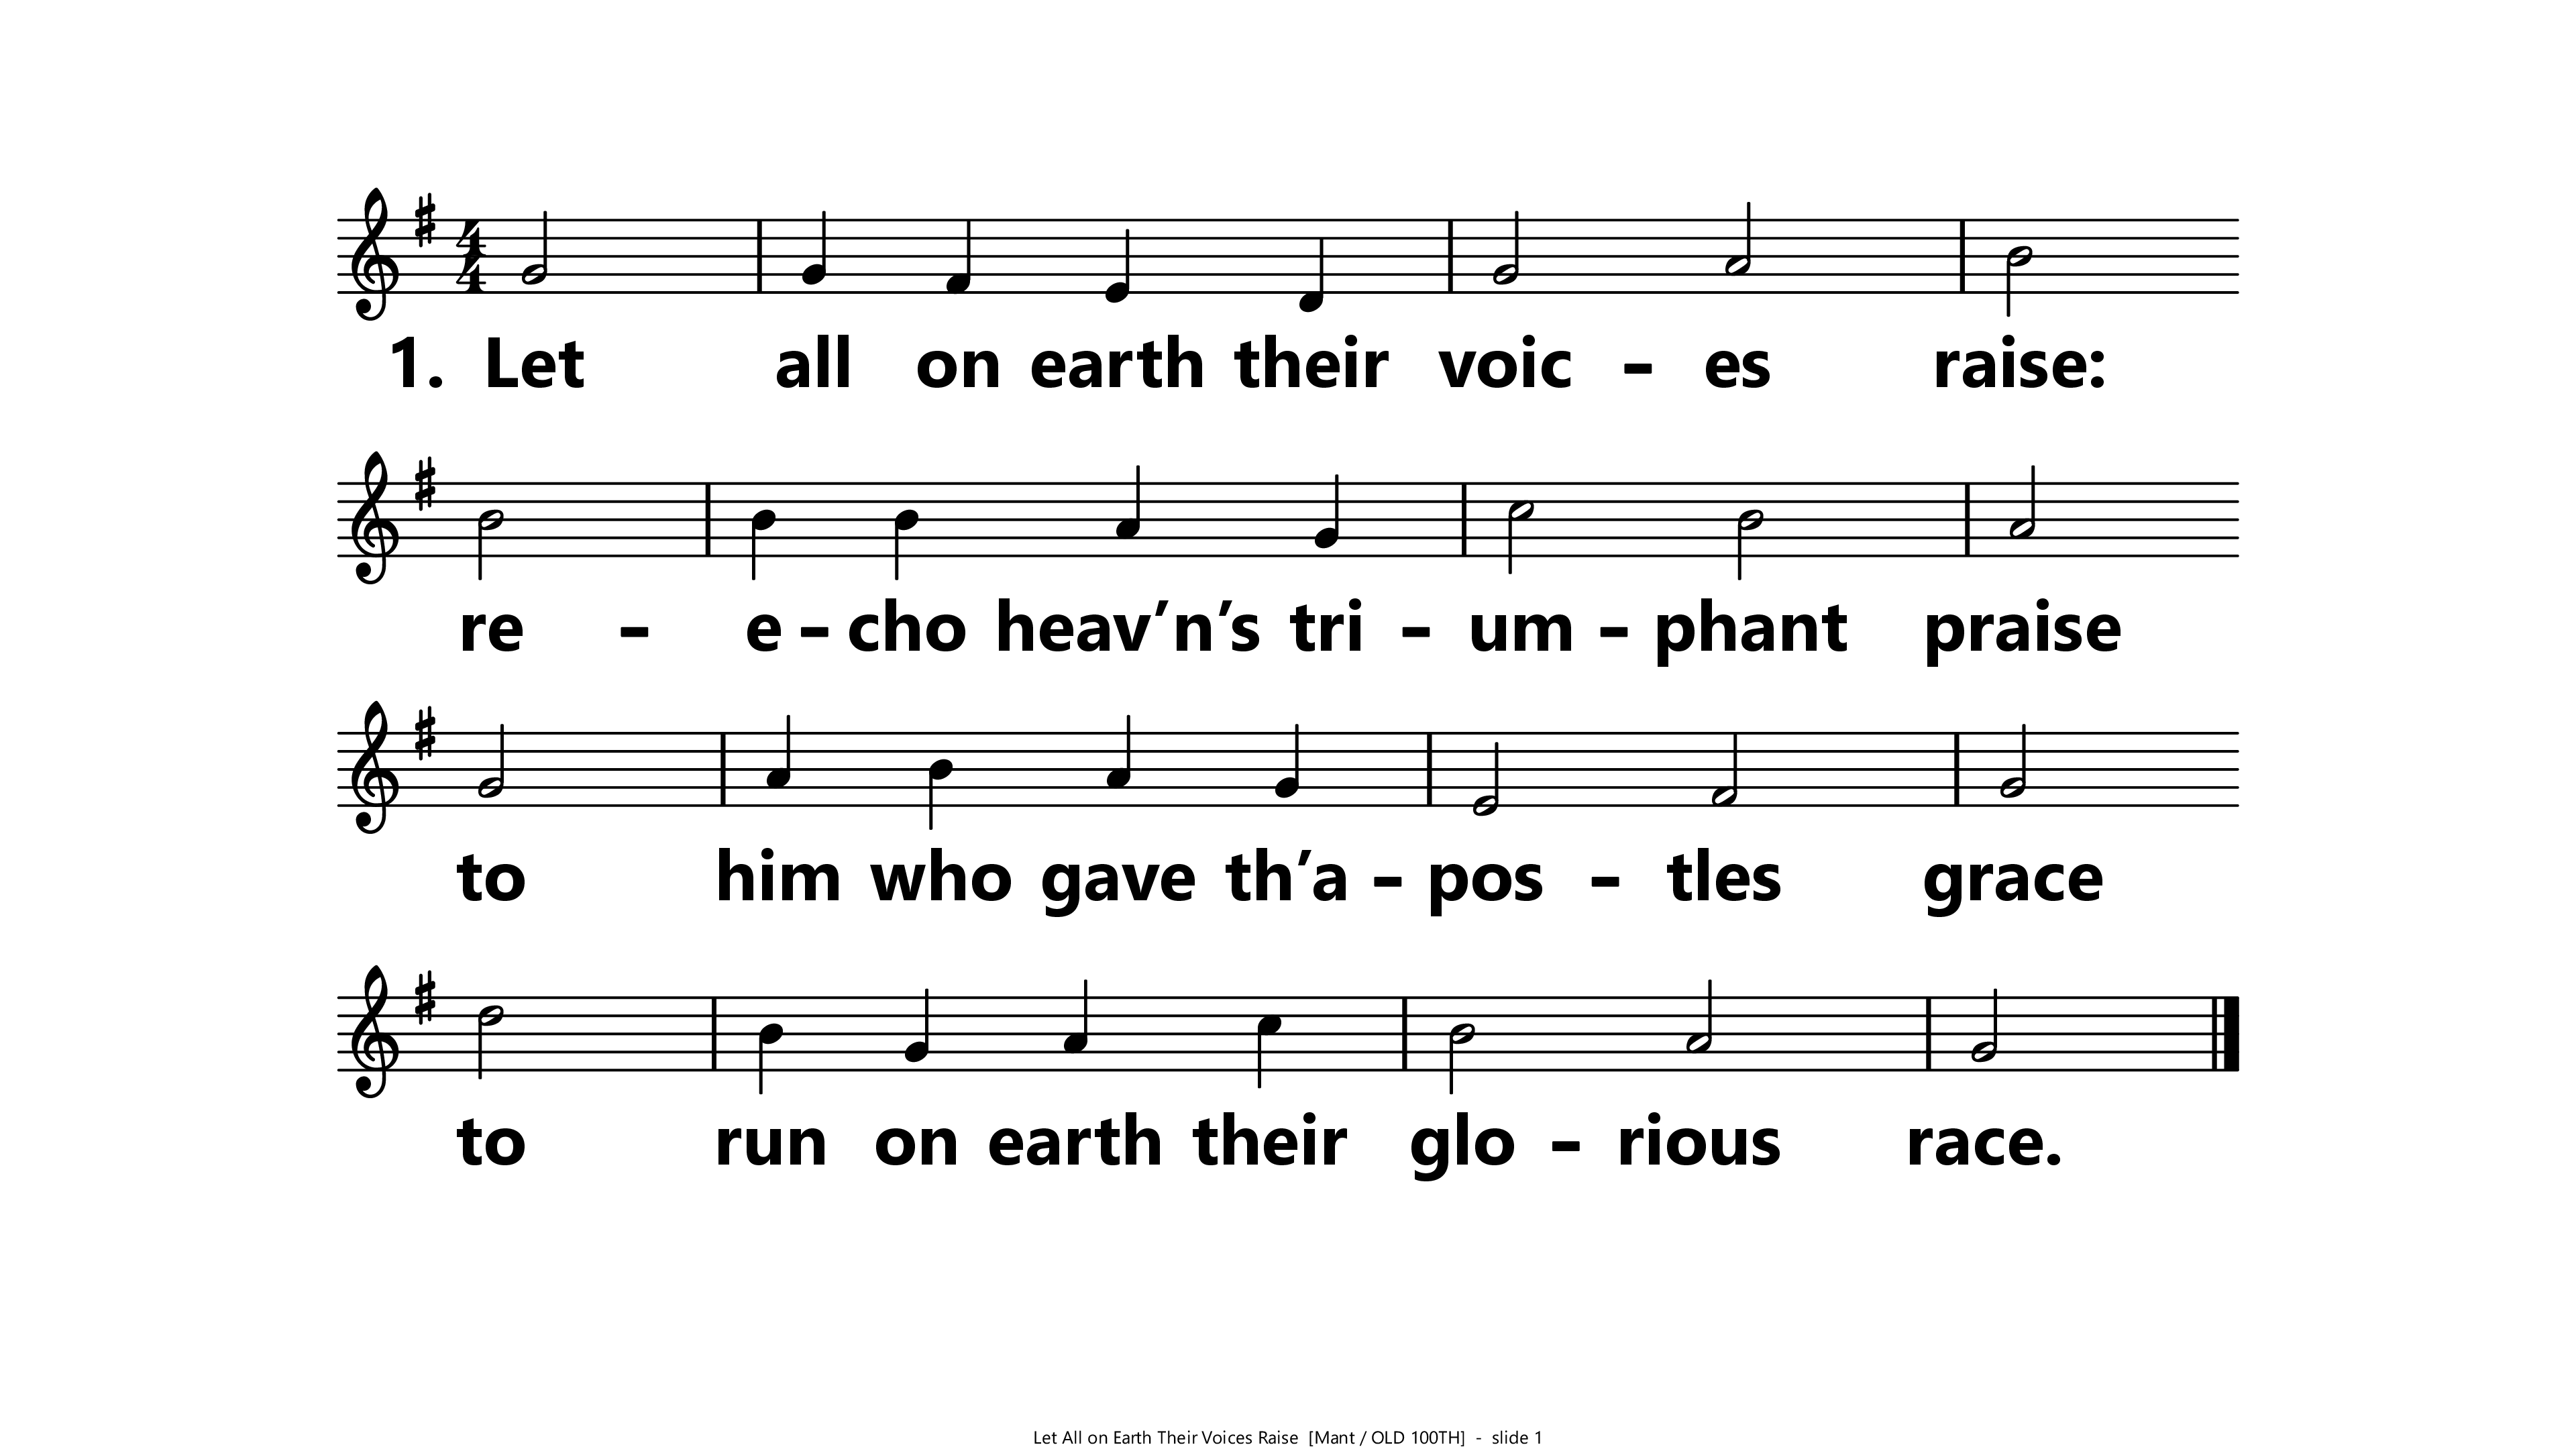 1. Let all on earth their voic - es raise:
re - e - cho heav’n’s tri - um - phant praise
to him who gave th’a - pos - tles grace
to run on earth their glo - rious race.
Let All on Earth Their Voices Raise [Mant / OLD 100TH] - slide 1